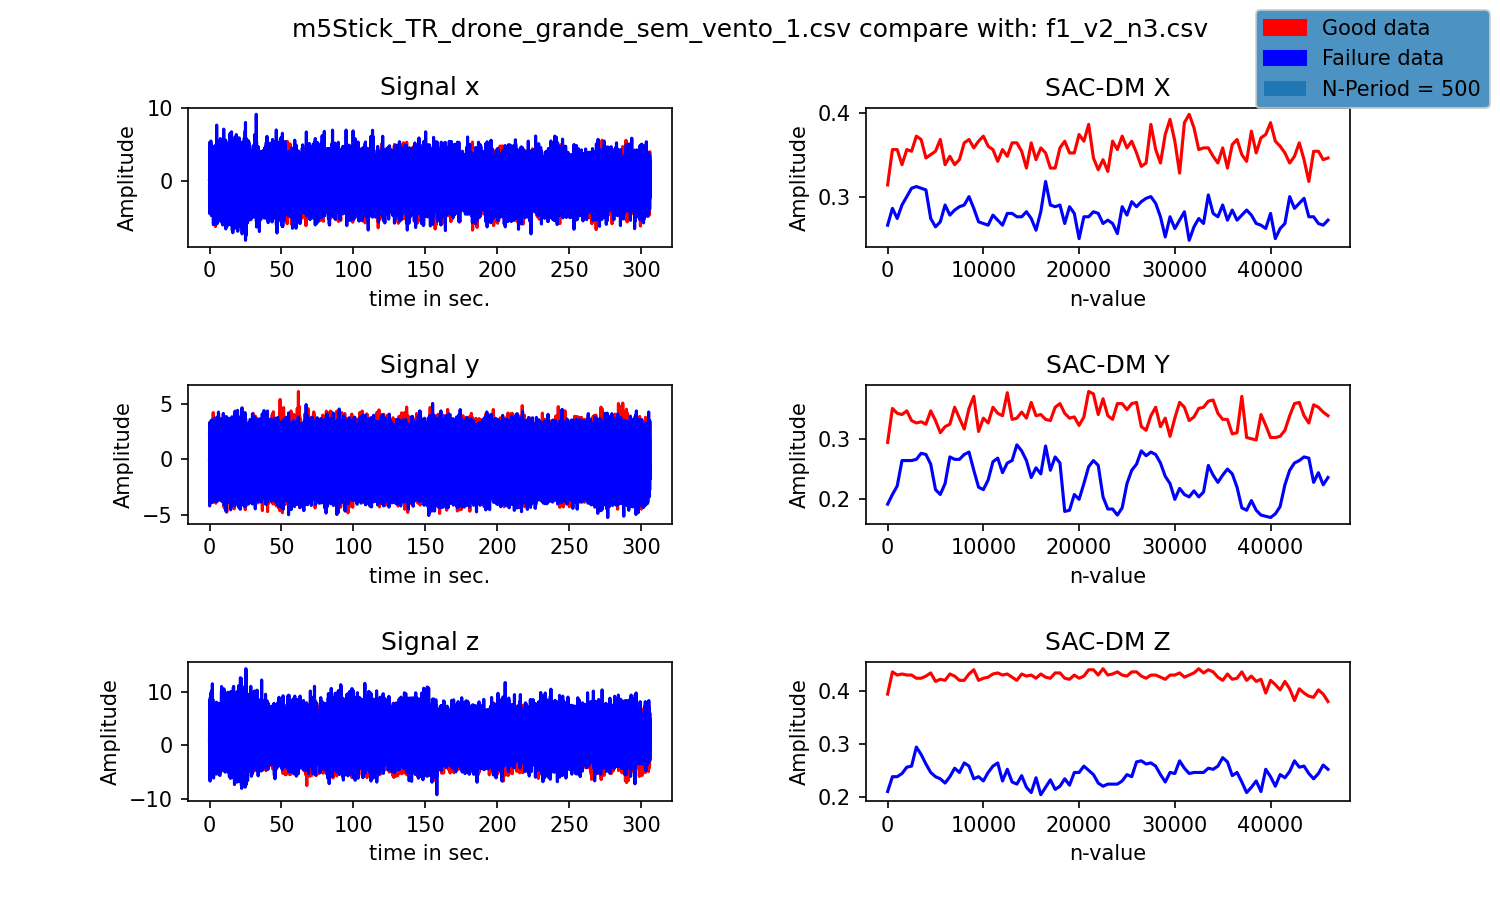 m5Stick_TR_drone_grande_sem_vento_1.csv compare with: f1_v2_n3.csv
Good data
Failure data
N-Period = 500
Signal x
Amplitude
10
0
0 50 100 150 200 250 300
time in sec.
SAC-DM X
Amplitude
0.4
0.3
0 10000 20000 30000 40000
n-value
Signal y
Amplitude
5
0
−5
0 50 100 150 200 250 300
time in sec.
SAC-DM Y
Amplitude
0.3
0.2
0 10000 20000 30000 40000
n-value
Signal z
Amplitude
10
0
−10
0 50 100 150 200 250 300
time in sec.
SAC-DM Z
Amplitude
0.4
0.3
0.2
0 10000 20000 30000 40000
n-value